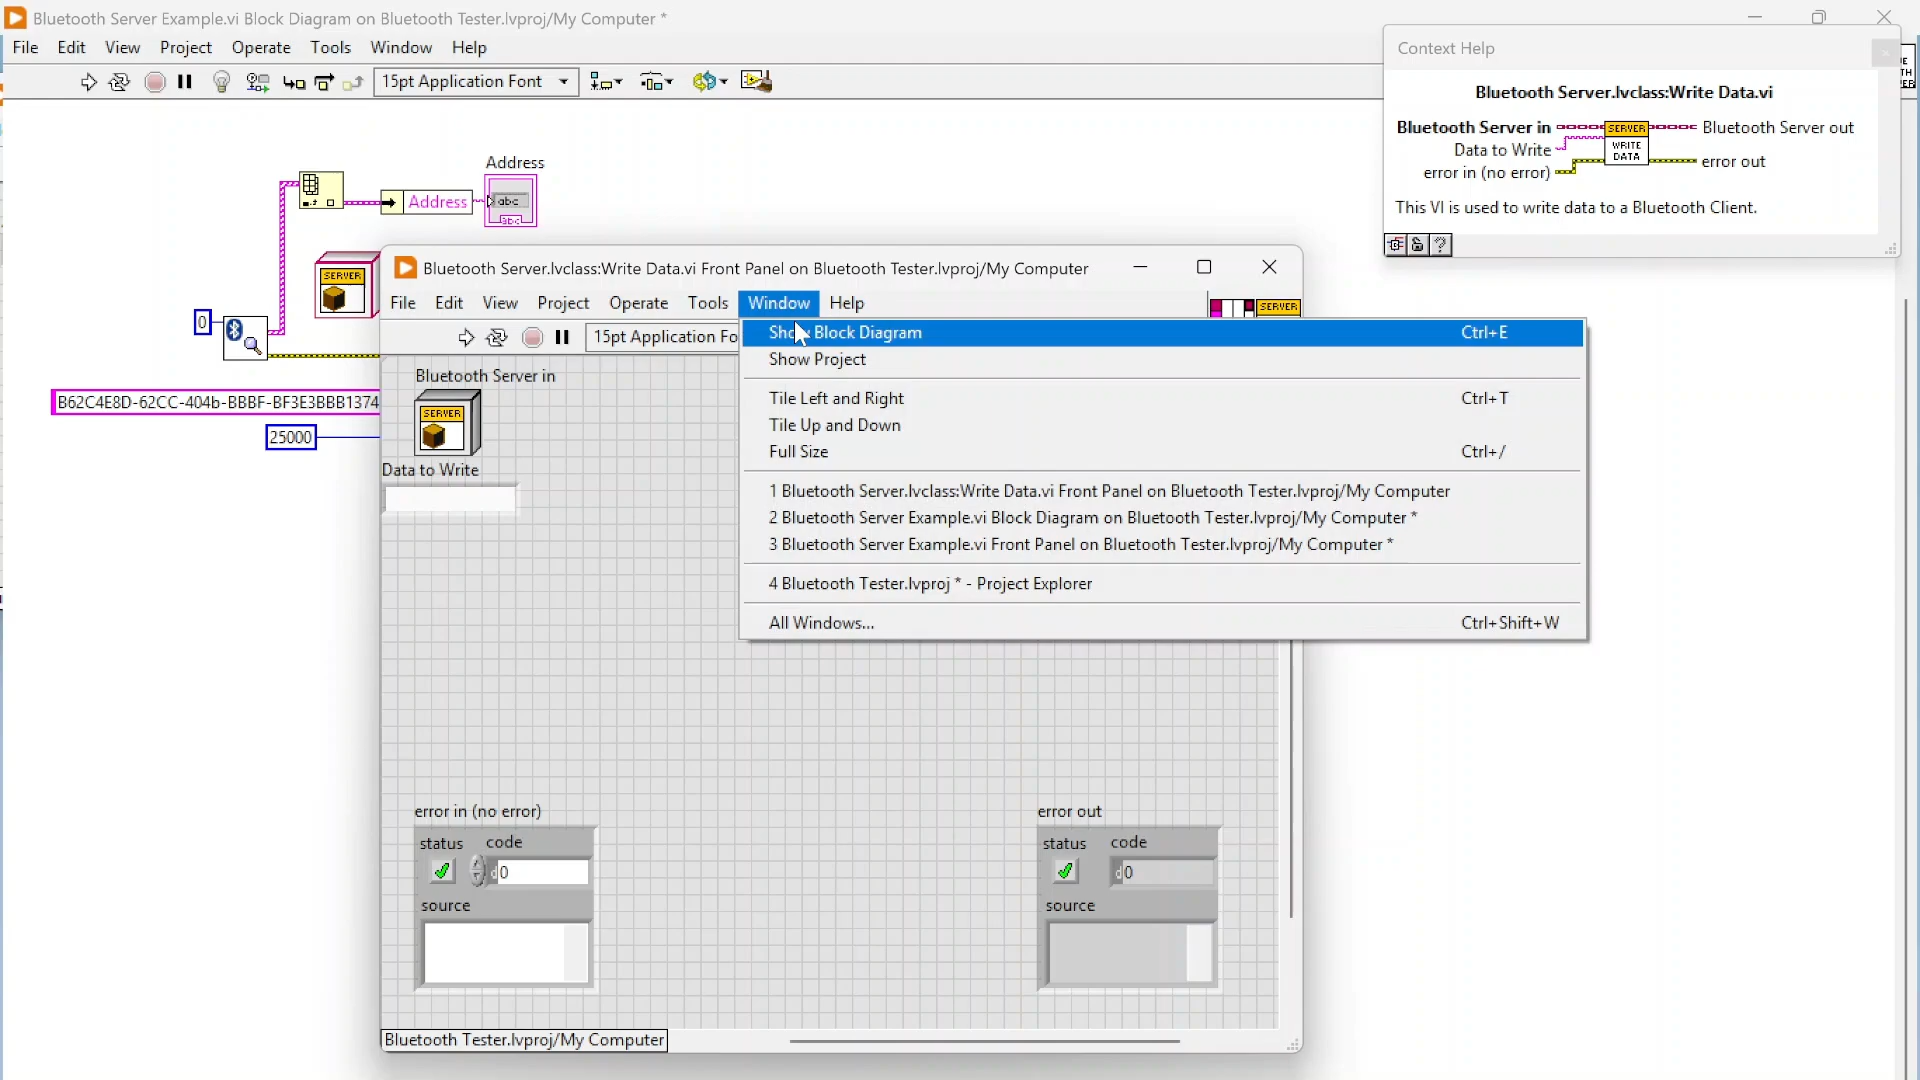 Bluetooth Server Example.vi Block Diagram on Bluetooth Tester.lvproj/My Computer *
File Edit View Project Operate Tools Window Help
15pt Application Font
Context Help
Bluetooth Server.lvclass:Write Data.vi
Bluetooth Server in
SERVER
Bluetooth Server out
Data to Write
WRITE
DATA
error in (no error)
error out
This VI is used to write data to a Bluetooth Client.
?
Address
Address
abc
abc
SERVER
0
B62C4E8D-62CC-404b-BBBF-BF3E3BBB1374
25000
Bluetooth Server.lvclass:Write Data.vi Front Panel on Bluetooth Tester.lvproj/My Computer
File Edit View Project Operate Tools Window Help
SERVER
15pt Application Fo
Show Block Diagram Ctrl+E
Show Project
Tile Left and Right Ctrl+T
Tile Up and Down
Full Size Ctrl+/
1 Bluetooth Server.lvclass:Write Data.vi Front Panel on Bluetooth Tester.lvproj/My Computer
2 Bluetooth Server Example.vi Block Diagram on Bluetooth Tester.lvproj/My Computer *
3 Bluetooth Server Example.vi Front Panel on Bluetooth Tester.lvproj/My Computer *
4 Bluetooth Tester.lvproj * - Project Explorer
All Windows... Ctrl+Shift+W
Bluetooth Server in
SERVER
Data to Write
error in (no error)
status code
d0
source
error out
status code
d0
source
Bluetooth Tester.lvproj/My Computer